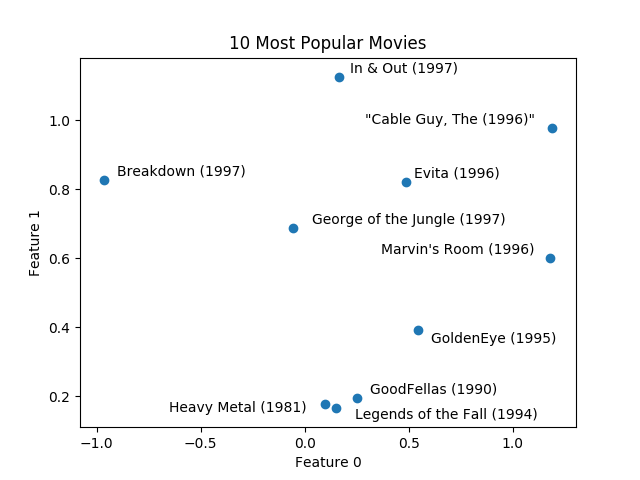 10 Most Popular Movies
In & Out (1997)
"Cable Guy, The (1996)"
Breakdown (1997)
Evita (1996)
George of the Jungle (1997)
Marvin's Room (1996)
GoldenEye (1995)
GoodFellas (1990)
Heavy Metal (1981)
Legends of the Fall (1994)
1.0
0.8
0.6
0.4
0.2
Feature 1
−1.0
−0.5
0.0
0.5
1.0
Feature 0